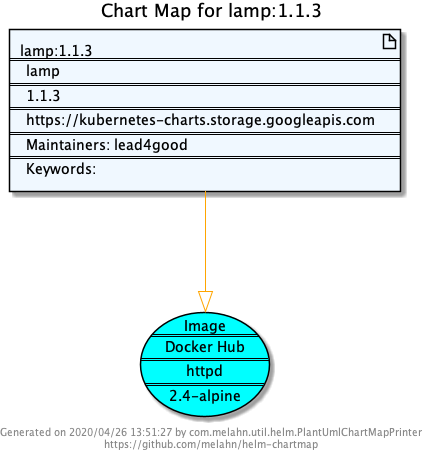 Chart Map for lamp:1.1.3
lamp:1.1.3
lamp
1.1.3
https://kubernetes-charts.storage.googleapis.com
Maintainers: lead4good
Keywords:
Image
Docker Hub
httpd
2.4-alpine
Generated on 2020/04/26 13:51:27 by com.melahn.util.helm.PlantUmlChartMapPrinter
https://github.com/melahn/helm-chartmap